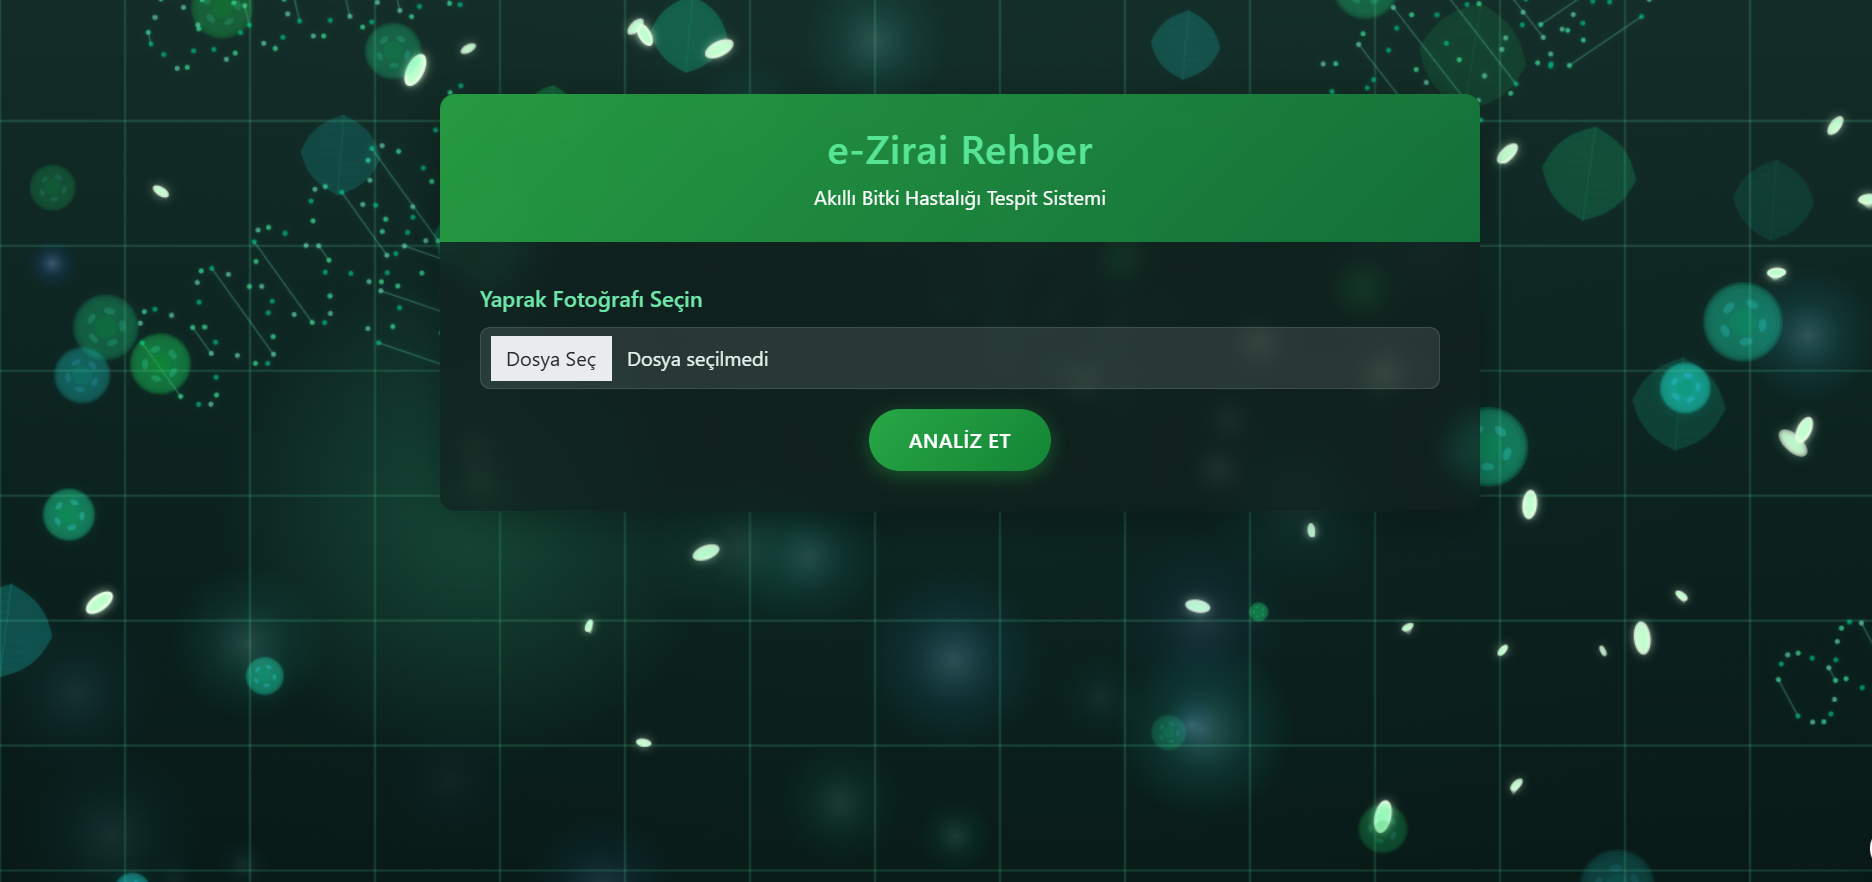 e-Zirai Rehber
Akıllı Bitki Hastalığı Tespit Sistemi
Yaprak Fotoğrafı Seçin
Dosya Seç Dosya seçilmedi
ANALİZ ET